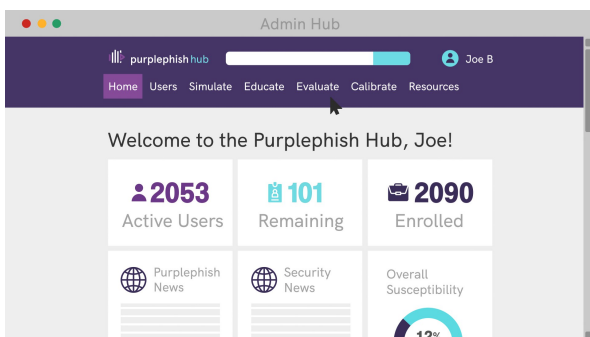 Admin Hub
purplephish hub
Joe B
Home Users Simulate Educate Evaluate Calibrate Resources
Welcome to the Purplephish Hub, Joe!
2053
Active Users
101
Remaining
2090
Enrolled
Purplephish
News
Security
News
Overall
Susceptibility
12%